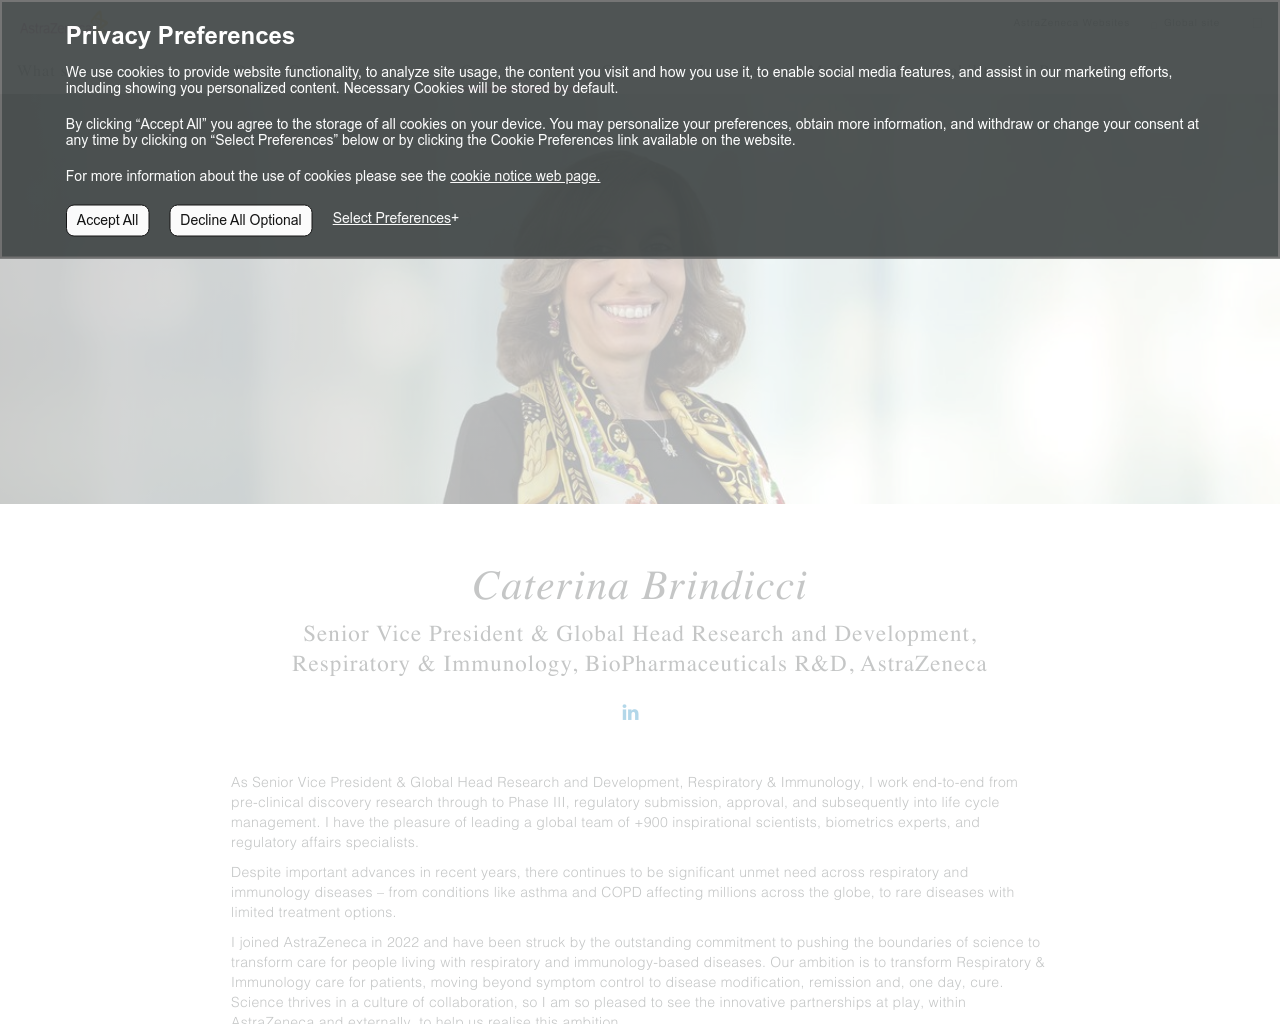 Privacy Preferences
We use cookies to provide website functionality, to analyze site usage, the content you visit and how you use it, to enable social media features, and assist in our marketing efforts,
including showing you personalized content. Necessary Cookies will be stored by default.
By clicking “Accept All” you agree to the storage of all cookies on your device. You may personalize your preferences, obtain more information, and withdraw or change your consent at
any time by clicking on “Select Preferences” below or by clicking the Cookie Preferences link available on the website.
For more information about the use of cookies please see the cookie notice web page.
Accept All
Decline All Optional
Select Preferences+
Caterina Brindicci
Senior Vice President & Global Head Research and Development,
Respiratory & Immunology, BioPharmaceuticals R&D, AstraZeneca
in
As Senior Vice President & Global Head Research and Development, Respiratory & Immunology, I work end-to-end from
pre-clinical discovery research through to Phase III, regulatory submission, approval, and subsequently into life cycle
management. I have the pleasure of leading a global team of +900 inspirational scientists, biometrics experts, and
regulatory affairs specialists.
Despite important advances in recent years, there continues to be significant unmet need across respiratory and
immunology diseases – from conditions like asthma and COPD affecting millions across the globe, to rare diseases with
limited treatment options.
I joined AstraZeneca in 2022 and have been struck by the outstanding commitment to pushing the boundaries of science to
transform care for people living with respiratory and immunology-based diseases. Our ambition is to transform Respiratory &
Immunology care for patients, moving beyond symptom control to disease modification, remission and, one day, cure.
Science thrives in a culture of collaboration, so I am so pleased to see the innovative partnerships at play, within
AstraZeneca and externally, to help us realise this ambition.